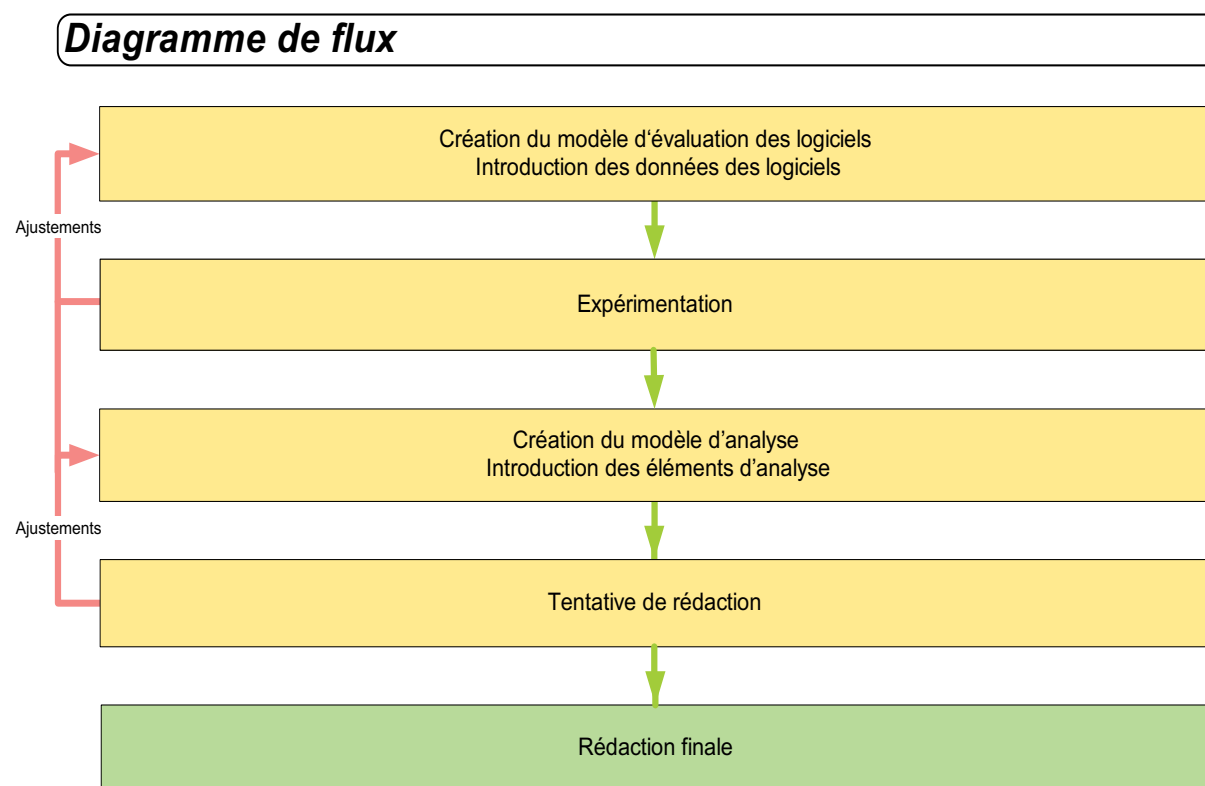 Diagramme de flux
Création du modèle d‘évaluation des logiciels
Introduction des données des logiciels
Ajustements
Expérimentation
Création du modèle d’analyse
Introduction des éléments d’analyse
Ajustements
Tentative de rédaction
Rédaction finale